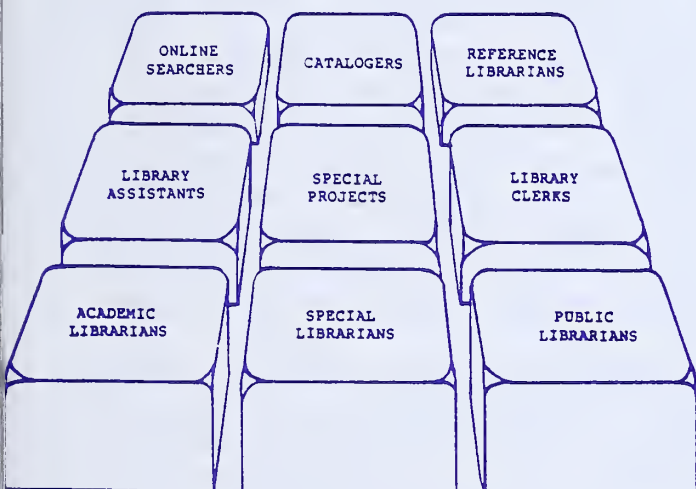 ONLINE
SEARCHERS
CATALOGERS
REFERENCE
LIBRARIANS
LIBRARY
ASSISTANTS
SPECIAL
PROJECTS
LIBRARY
CLERKS
ACADEMIC
LIBRARIANS
SPECIAL
LIBRARIANS
PUBLIC
LIBRARIANS